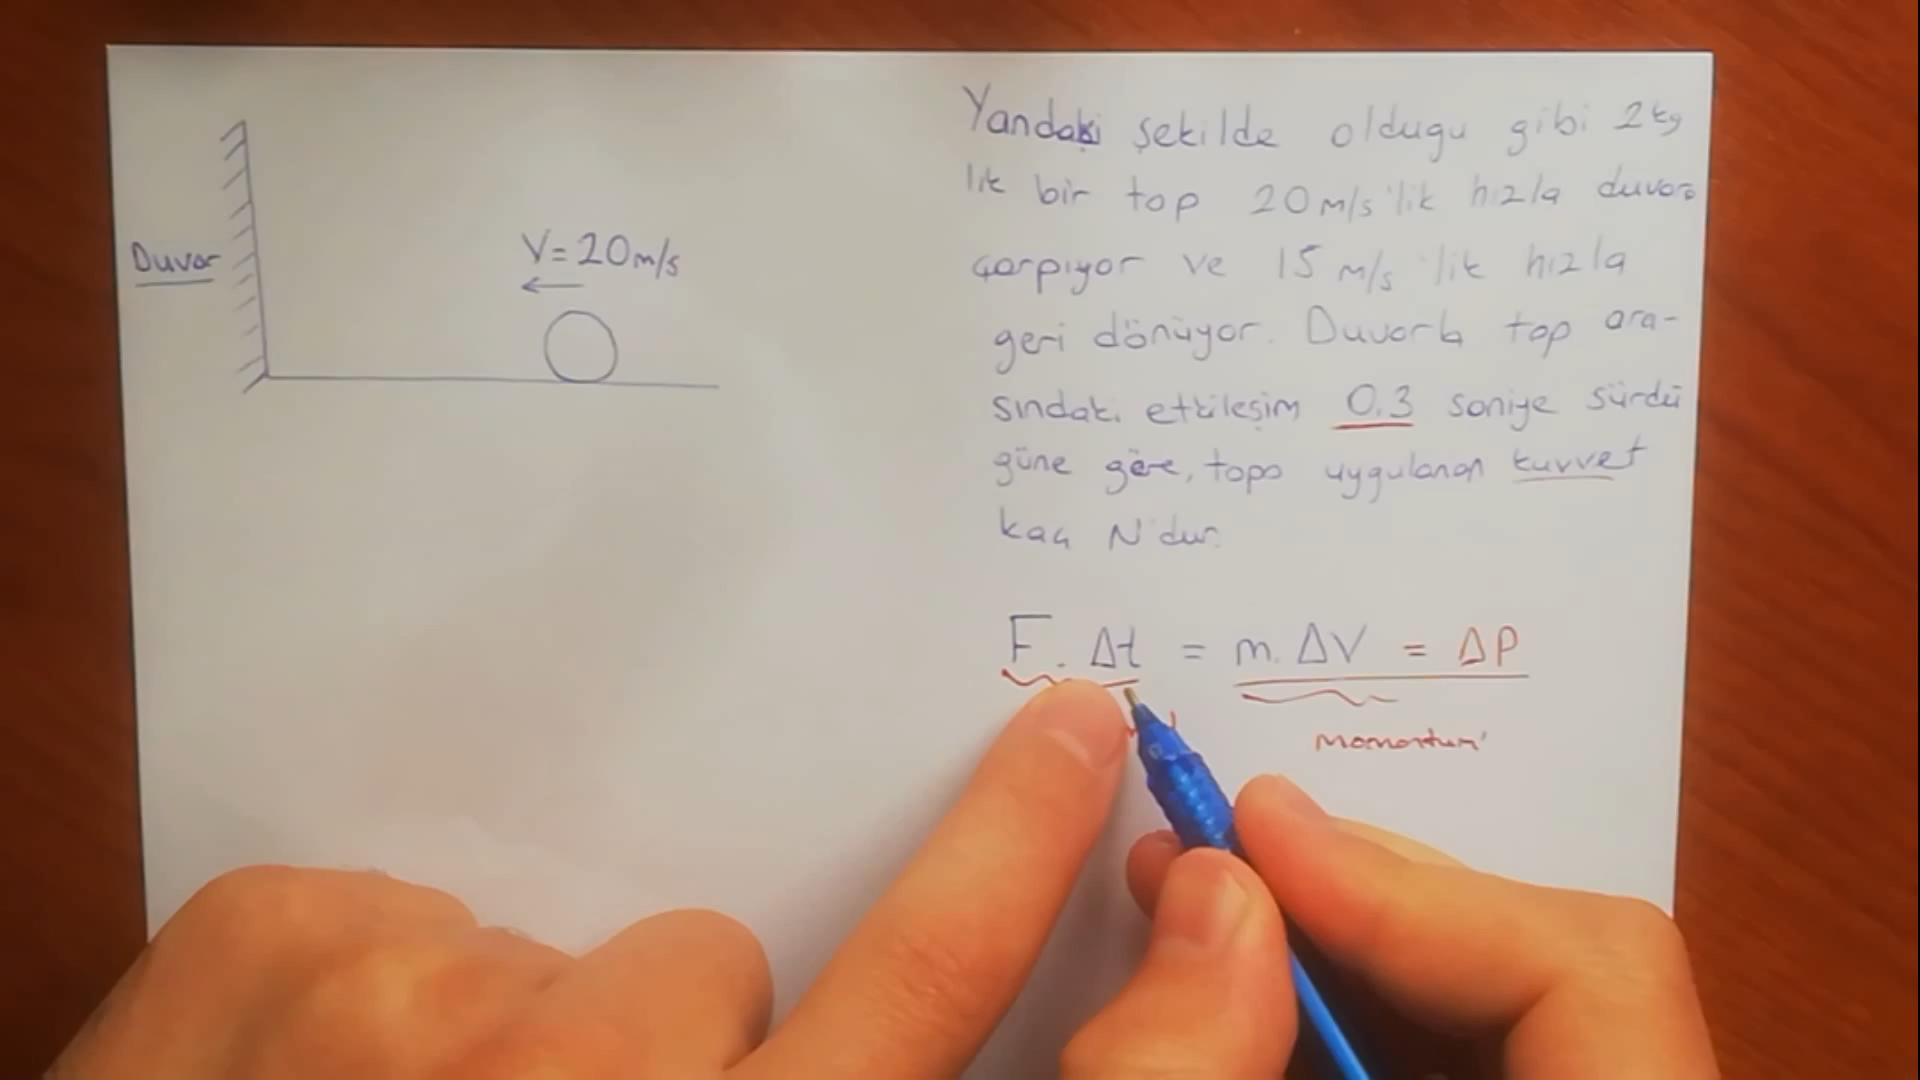 Duvar
V=20m/s
Yandaki şekilde olduğu gibi 2kg
lik bir top 20m/s'lik hızla duvara
çarpıyor ve 15 m/s 'lik hızla
geri dönüyor. Duvarla top ara-
sındaki etkileşim 0.3 soniye sürdü
güne göre, topa uygulanan kuvvet
kaç N'dur.
F. Δt = m. ΔV = ΔP
momentum